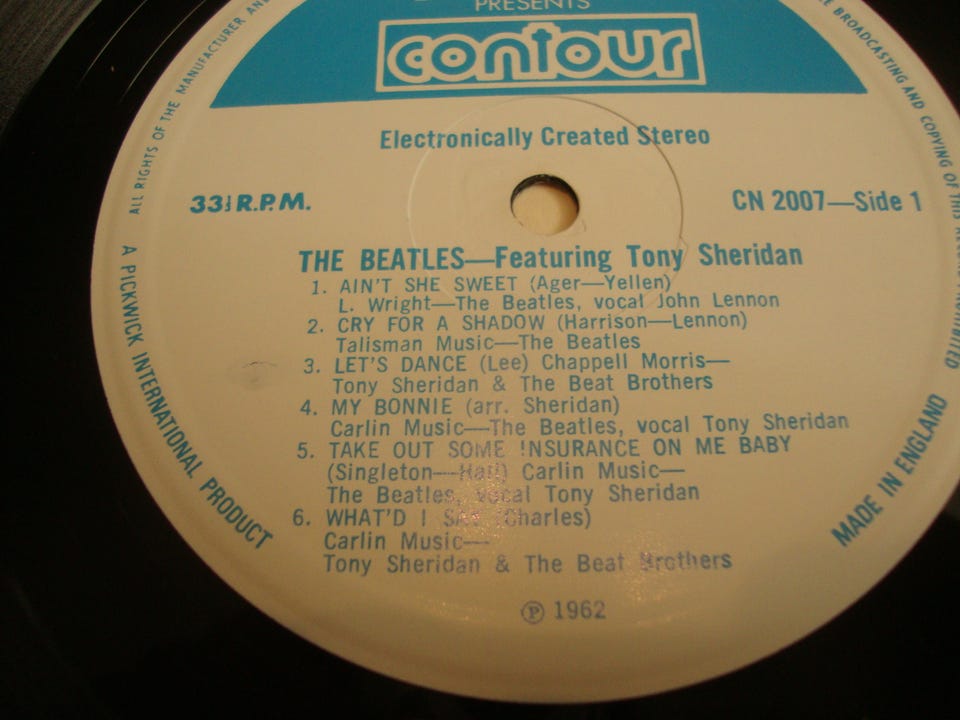 PRESENTS
contour
Electronically Created Stereo
33⅓ R.P.M.
CN 2007—Side 1
THE BEATLES—Featuring Tony Sheridan
1. AIN'T SHE SWEET (Ager—Yellen)
L. Wright—The Beatles, vocal John Lennon
2. CRY FOR A SHADOW (Harrison—Lennon)
Talisman Music—The Beatles
3. LET'S DANCE (Lee) Chappell Morris—
Tony Sheridan & The Beat Brothers
4. MY BONNIE (arr. Sheridan)
Carlin Music—The Beatles, vocal Tony Sheridan
5. TAKE OUT SOME INSURANCE ON ME BABY
(Singleton—Hall) Carlin Music—
The Beatles, vocal Tony Sheridan
6. WHAT'D I SAY (Charles)
Carlin Music—
Tony Sheridan & The Beat Brothers
Ⓟ 1962
A PICKWICK INTERNATIONAL PRODUCT
ALL RIGHTS OF THE MANUFACTURER AND
BROADCASTING AND COPYING OF THIS
MADE IN ENGLAND